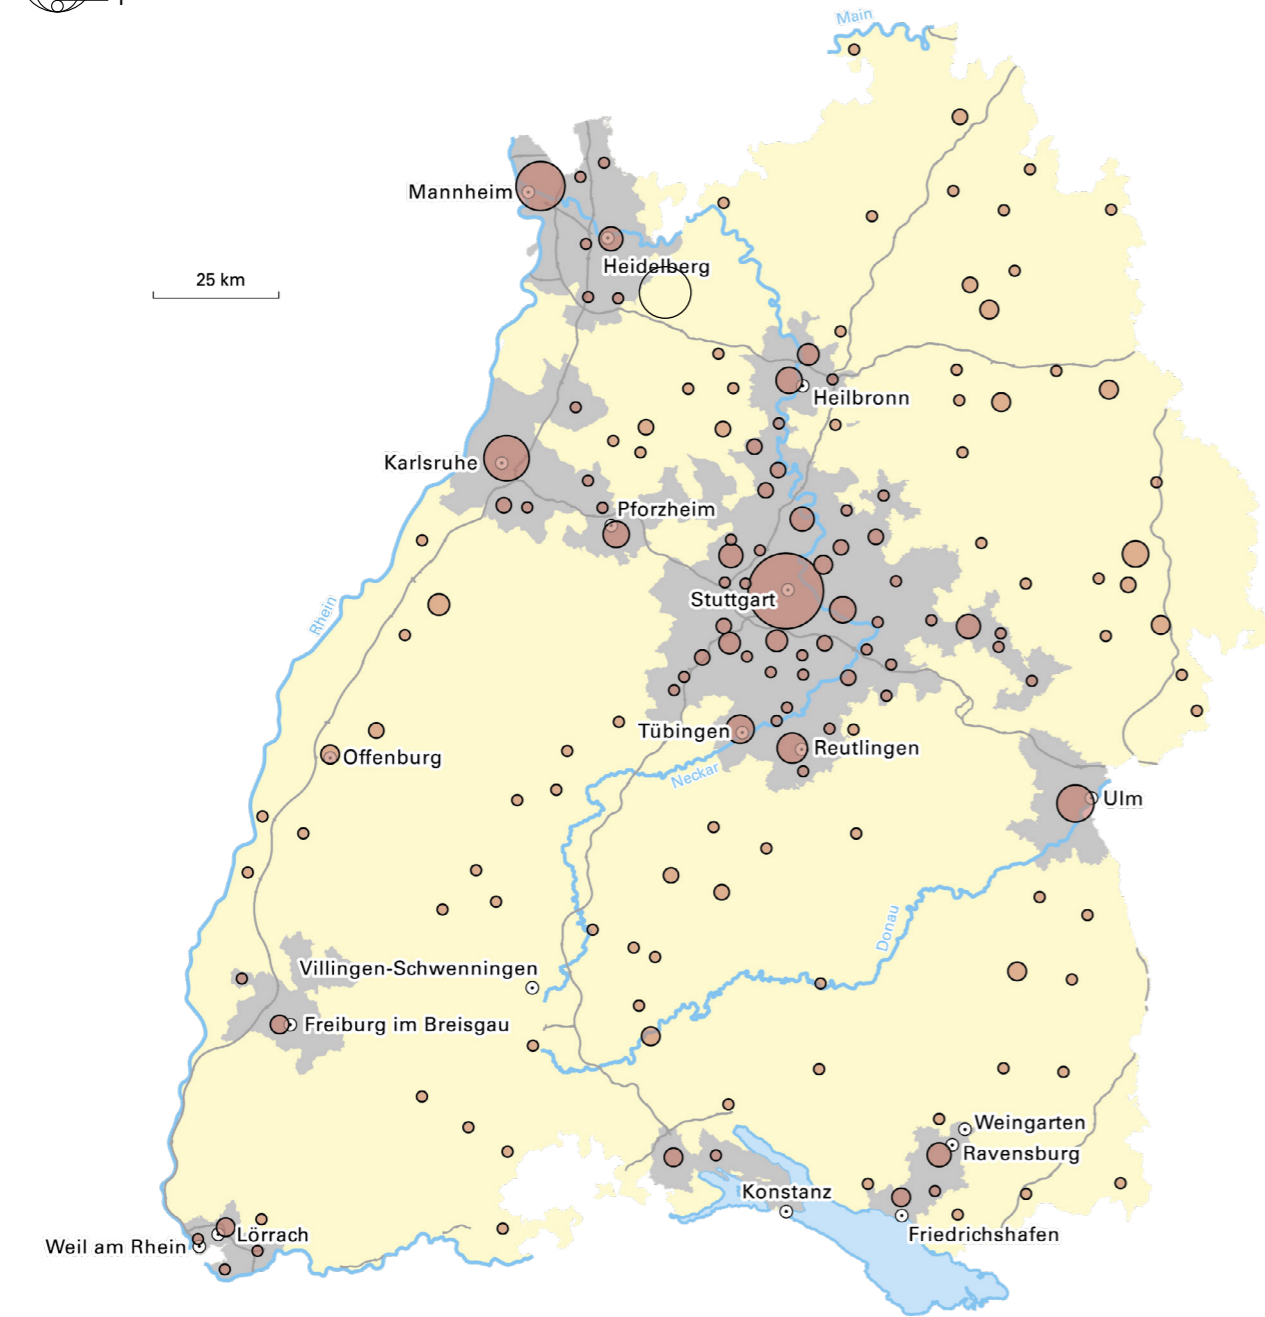 Main
Mannheim
Heidelberg
25 km
Heilbronn
Karlsruhe
Pforzheim
Stuttgart
Rhein
Tübingen
Reutlingen
Offenburg
Neckar
Ulm
Donau
Villingen-Schwenningen
Freiburg im Breisgau
Weingarten
Ravensburg
Konstanz
Friedrichshafen
Lörrach
Weil am Rhein